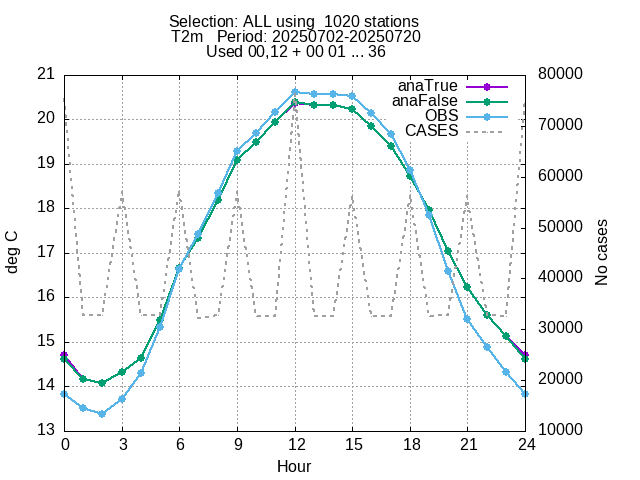 Selection: ALL using  1020 stations
T2m   Period: 20250702-20250720
Used 00,12 + 00 01 ... 36
21 80000
anaTrue
anaFalse
20 OBS 70000
CASES
19 60000
18 50000
17
16 40000
15 30000
14 20000
13 10000
deg C
No cases
0 3 6 9 12 15 18 21 24
Hour